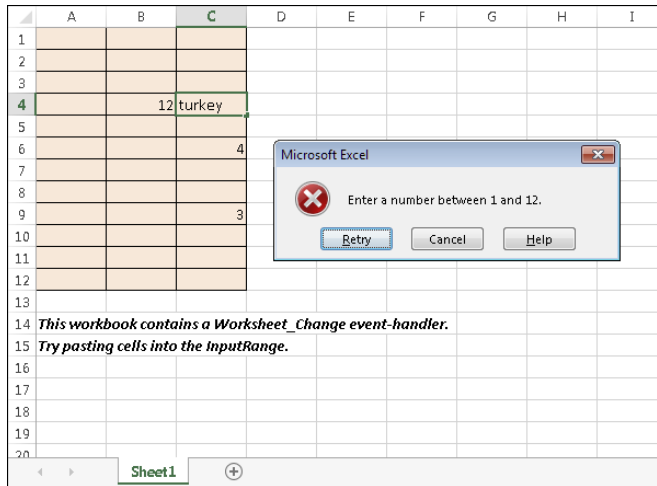 A B C D E F G H I
1
2
3
4 12 turkey
5
6 4
7
8
9 3
10
11
12
13
14 This workbook contains a Worksheet_Change event-handler.
15 Try pasting cells into the InputRange.
16
17
18
19
20
Microsoft Excel
Enter a number between 1 and 12.
Retry Cancel Help
Sheet1